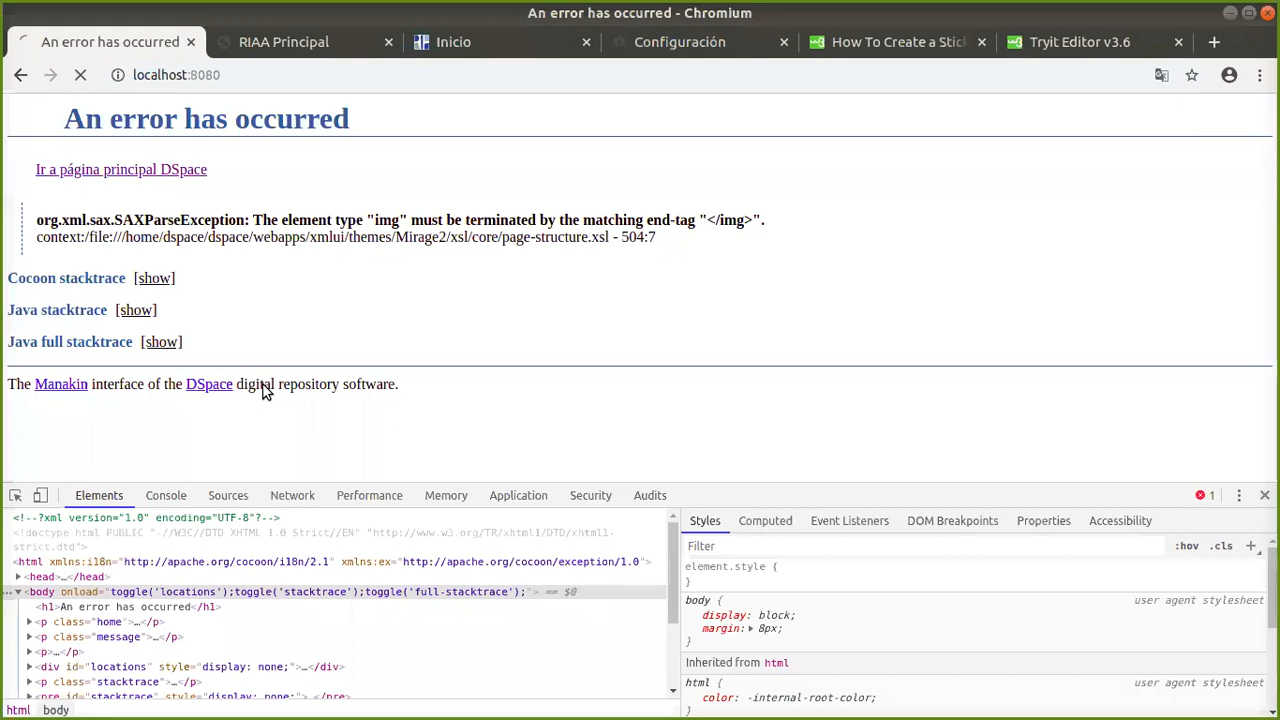 An error has occurred - Chromium
An error has occurred
RIAA Principal
Inicio
Configuración
How To Create a Stick
Tryit Editor v3.6
localhost:8080
An error has occurred
Ir a página principal DSpace
org.xml.sax.SAXParseException: The element type "img" must be terminated by the matching end-tag "</img>".
context:/file:///home/dspace/dspace/webapps/xmlui/themes/Mirage2/xsl/core/page-structure.xsl - 504:7
Cocoon stacktrace [show]
Java stacktrace [show]
Java full stacktrace [show]
The Manakin interface of the DSpace digital repository software.
Elements Console Sources Network Performance Memory Application Security Audits 1
<!--?xml version="1.0" encoding="UTF-8"?-->
<!doctype html PUBLIC "-//W3C//DTD XHTML 1.0 Strict//EN" "http://www.w3.org/TR/xhtml1/DTD/xhtml1-
strict.dtd">
<html xmlns:i18n="http://apache.org/cocoon/i18n/2.1" xmlns:ex="http://apache.org/cocoon/exception/1.0">
<head>…</head>
…<body onload="toggle('locations');toggle('stacktrace');toggle('full-stacktrace');"> == $0
<h1>An error has occurred</h1>
<p class="home">…</p>
<p class="message">…</p>
<p>…</p>
<div id="locations" style="display: none;">…</div>
<p class="stacktrace">…</p>
<pre id="stacktrace" style="display: none;">…</pre>
html body
Styles Computed Event Listeners DOM Breakpoints Properties Accessibility
Filter :hov .cls +
element.style {
}
body { user agent stylesheet
display: block;
margin: 8px;
}
Inherited from html
html { user agent stylesheet
color: -internal-root-color;
}